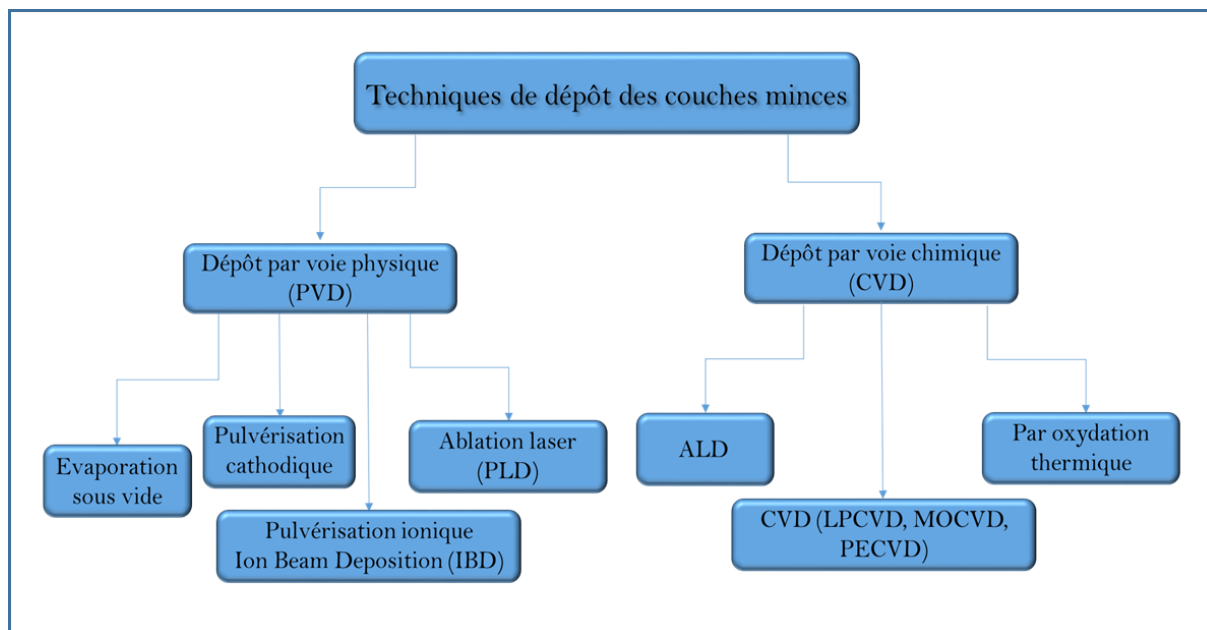 Techniques de dépôt des couches minces
Dépôt par voie physique
(PVD)
Dépôt par voie chimique
(CVD)
Evaporation
sous vide
Pulvérisation
cathodique
Pulvérisation ionique
Ion Beam Deposition (IBD)
Ablation laser
(PLD)
ALD
CVD (LPCVD, MOCVD,
PECVD)
Par oxydation
thermique